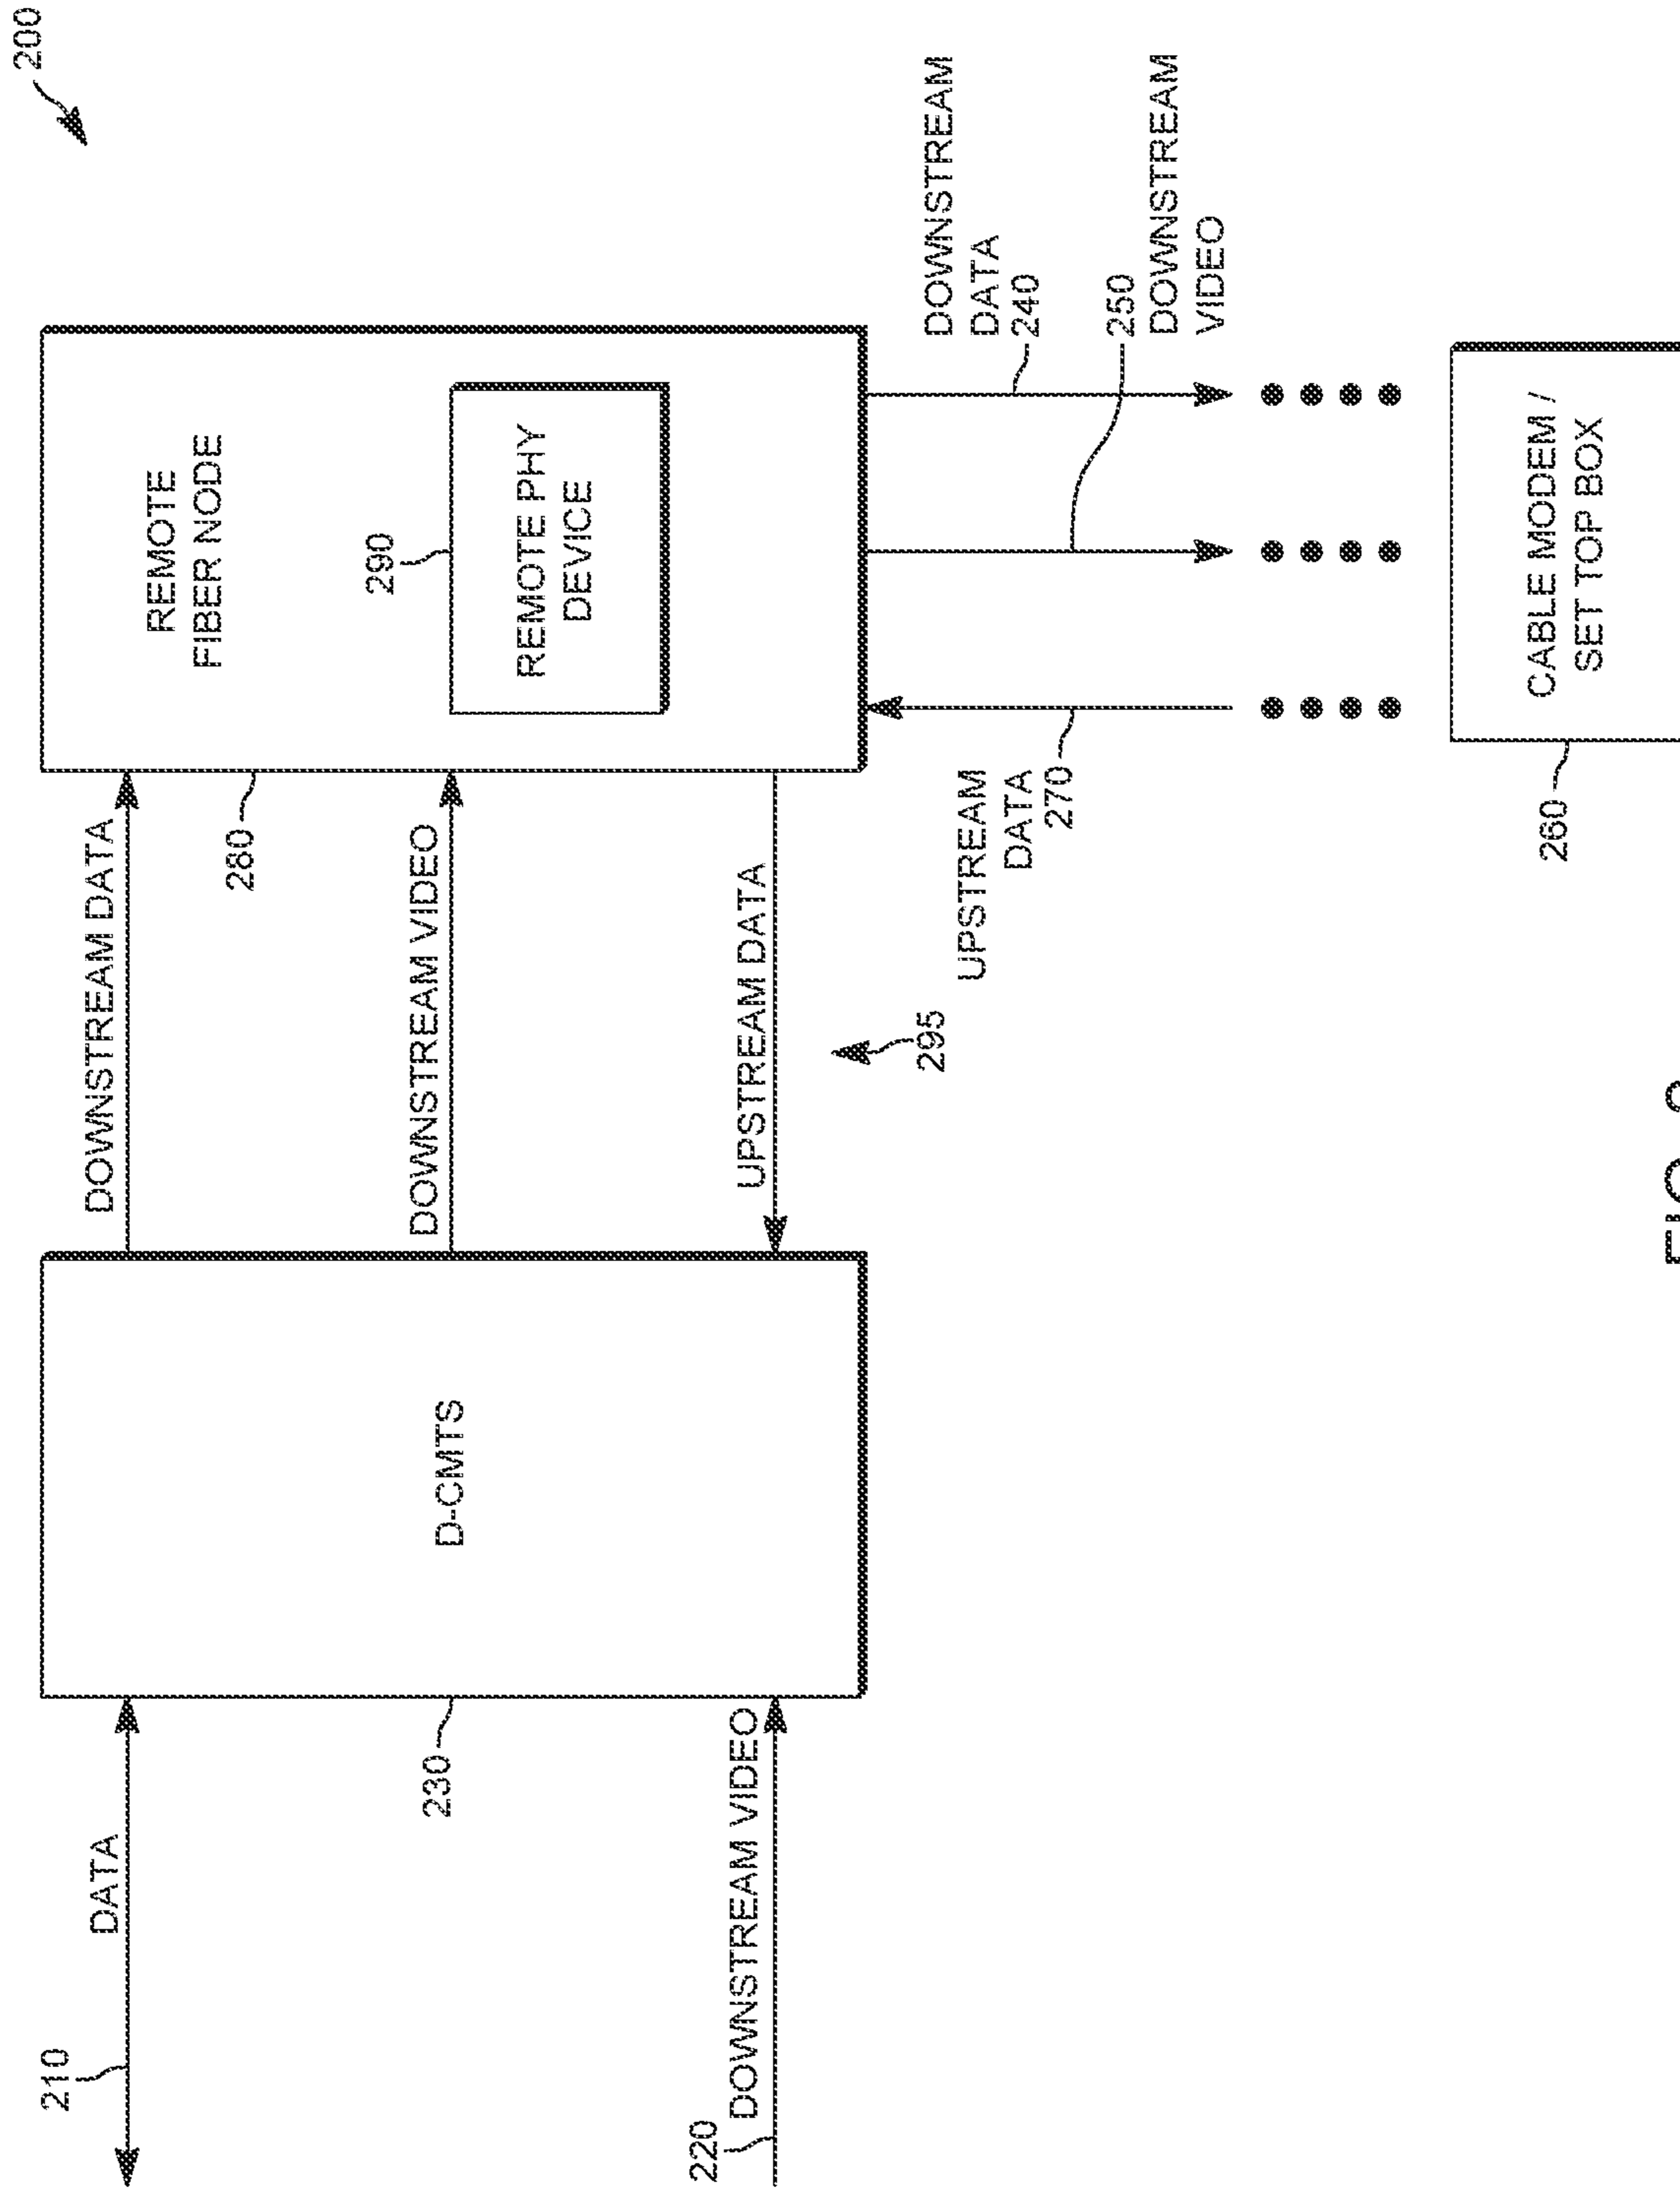 200
210
DATA
220
DOWNSTREAM VIDEO
230
D-CMTS
DOWNSTREAM DATA
DOWNSTREAM VIDEO
UPSTREAM DATA
295
280
REMOTE
FIBER NODE
290
REMOTE PHY
DEVICE
UPSTREAM
DATA
270
DOWNSTREAM
DATA
240
250
DOWNSTREAM
VIDEO
260
CABLE MODEM /
SET TOP BOX